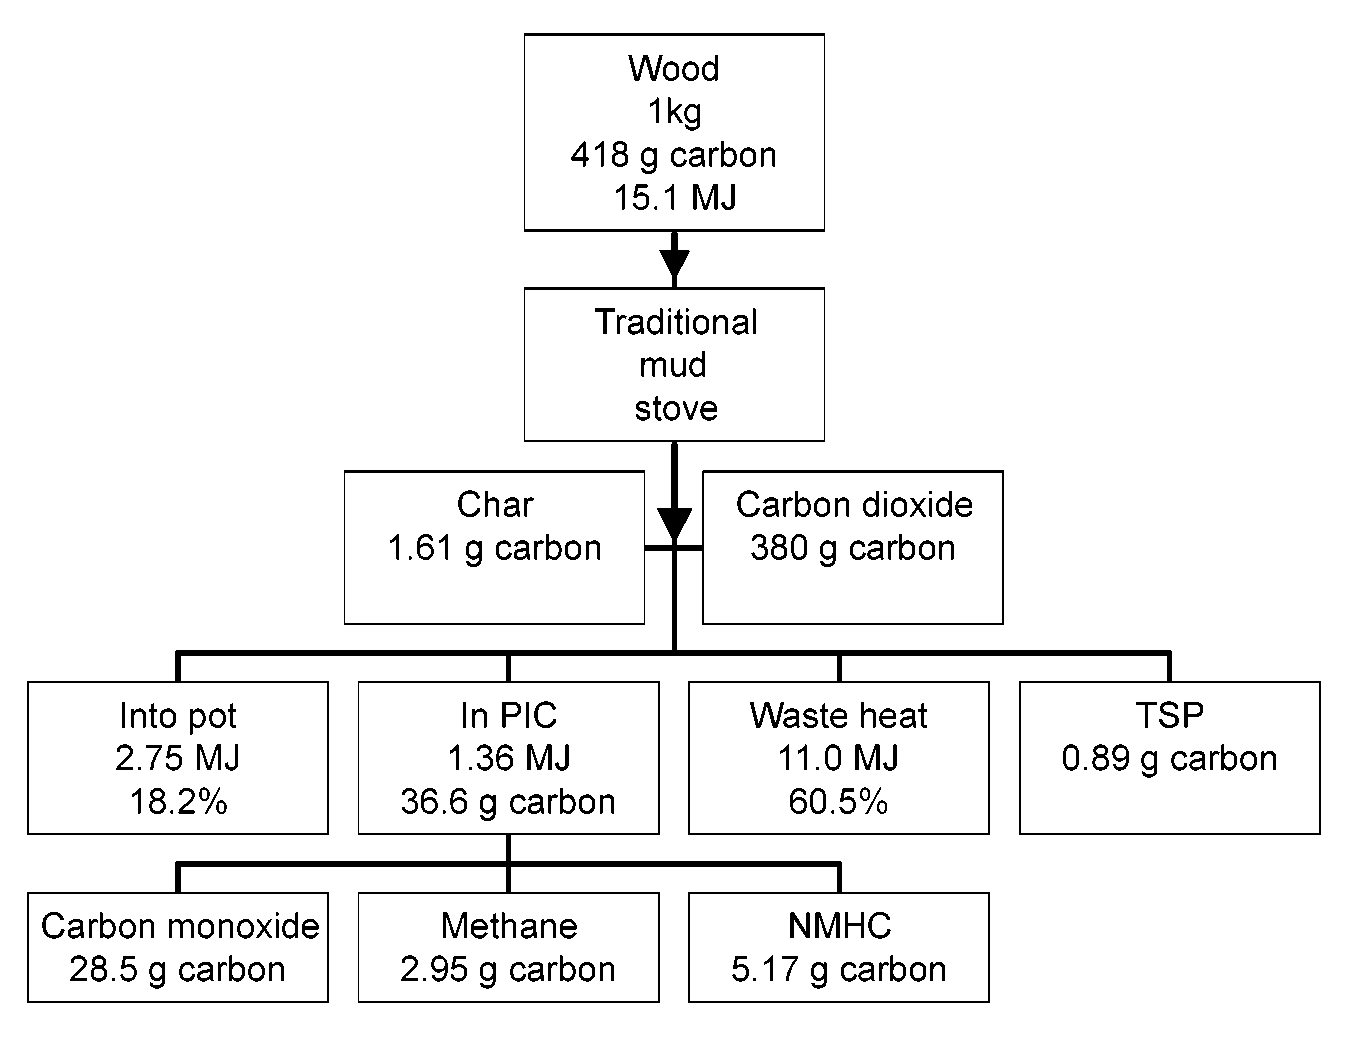 Wood
1kg
418 g carbon
15.1 MJ
Traditional
mud
stove
Char
1.61 g carbon
Carbon dioxide
380 g carbon
Into pot
2.75 MJ
18.2%
In PIC
1.36 MJ
36.6 g carbon
Waste heat
11.0 MJ
60.5%
TSP
0.89 g carbon
Carbon monoxide
28.5 g carbon
Methane
2.95 g carbon
NMHC
5.17 g carbon